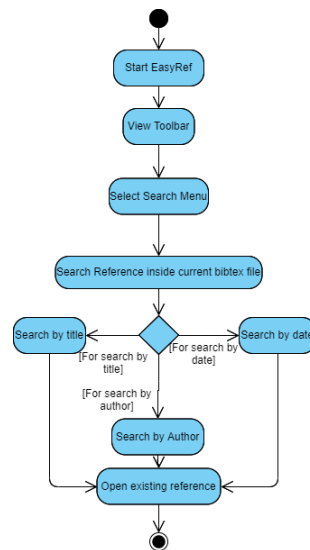 Start EasyRef
View Toolbar
Select Search Menu
Search Reference inside current bibtex file
Search by title
Search by date
[For search by
title]
[For search by
date]
[For search by
author]
Search by Author
Open existing reference